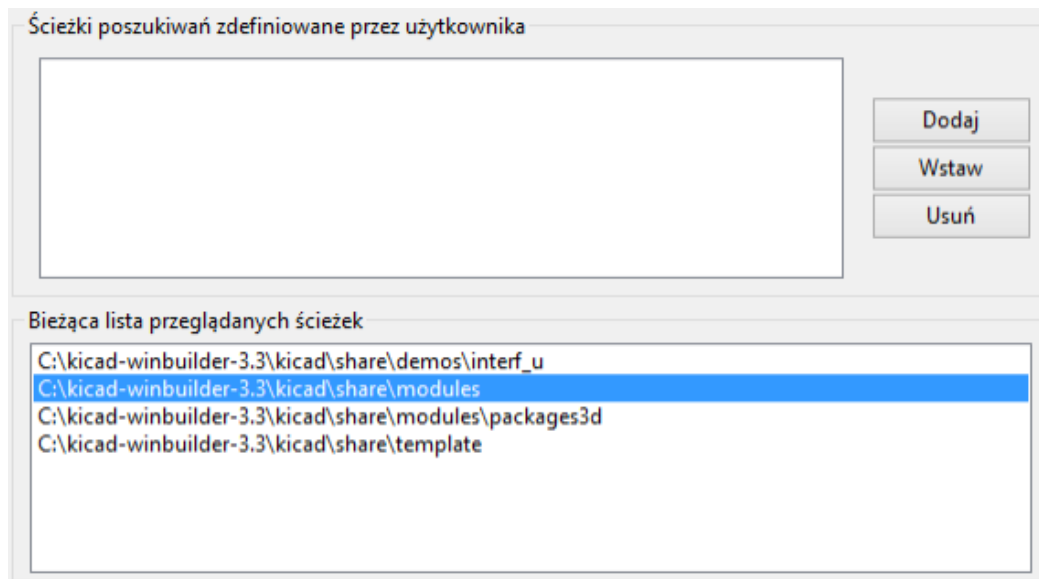 Ścieżki poszukiwań zdefiniowane przez użytkownika
Dodaj
Wstaw
Usuń
Bieżąca lista przeglądanych ścieżek
C:\kicad-winbuilder-3.3\kicad\share\demos\interf_u
C:\kicad-winbuilder-3.3\kicad\share\modules
C:\kicad-winbuilder-3.3\kicad\share\modules\packages3d
C:\kicad-winbuilder-3.3\kicad\share\template